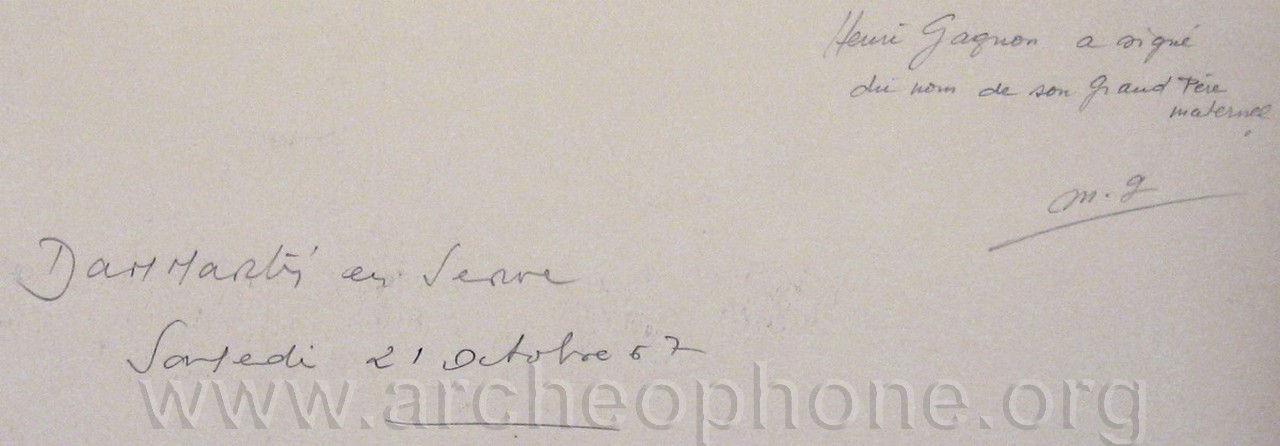 Henri Gagnon a signé
du nom de son Grand Père
maternel
m. g
Dammartin en Serve
Samedi 21 Octobre 67
www.archeophone.org